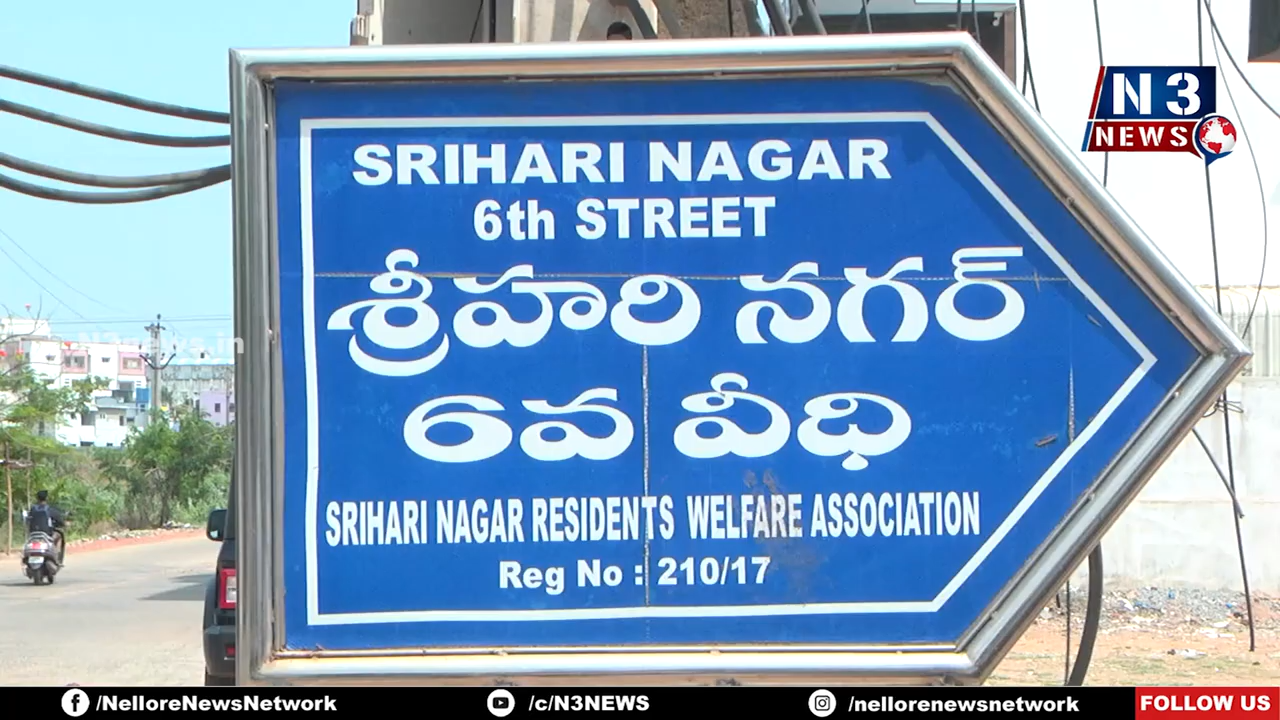 N3
NEWS
SRIHARI NAGAR
6th STREET
శ్రీహరి నగర్
6వ వీధి
SRIHARI NAGAR RESIDENTS WELFARE ASSOCIATION
Reg No : 210/17
/NelloreNewsNetwork
/c/N3NEWS
/nellorenewsnetwork
FOLLOW US